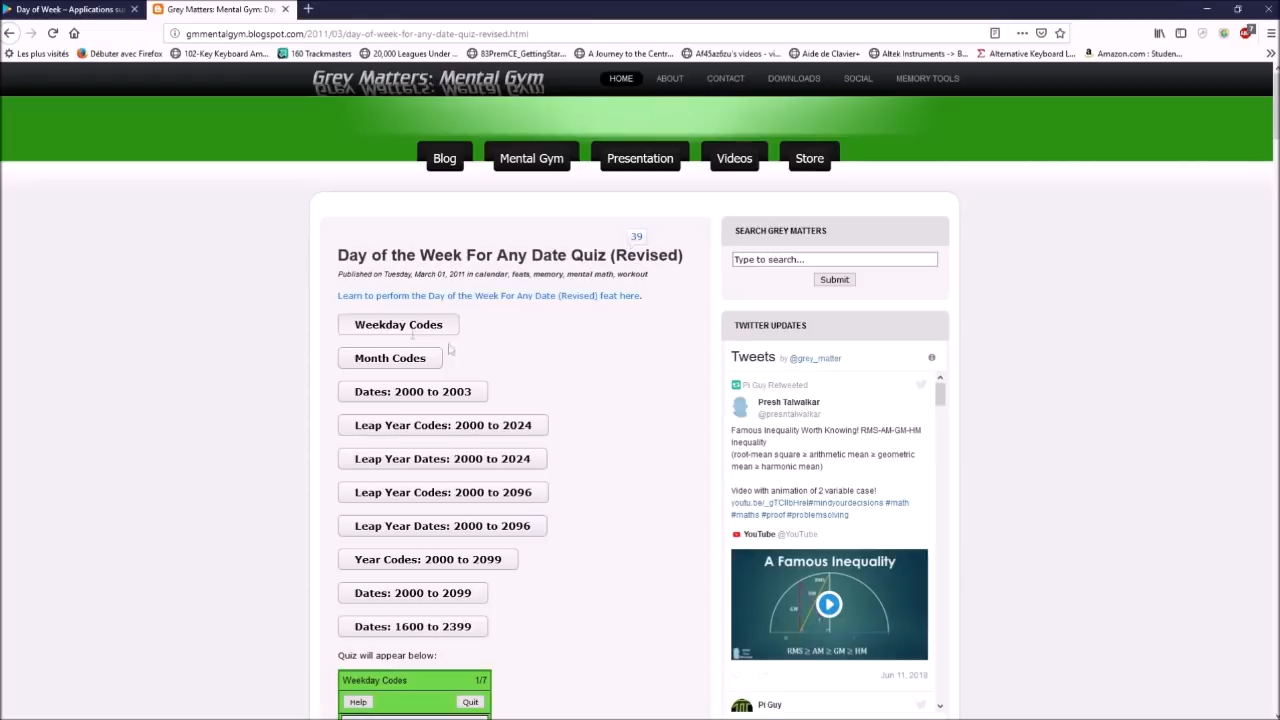 Day of Week – Applications su
Grey Matters: Mental Gym: Da
gmmentalgym.blogspot.com/2011/03/day-of-week-for-any-date-quiz-revised.html
Les plus visités
Débuter avec Firefox
102-Key Keyboard Am...
160 Trackmasters
20,000 Leagues Under ...
83PremCE_GettingStar...
A Journey to the Centr...
Af45az6zu's videos - vi...
Aide de Clavier+
Altek Instruments -> B...
Alternative Keyboard L...
Amazon.com : Studen...
Grey Matters: Mental Gym
HOME
ABOUT
CONTACT
DOWNLOADS
SOCIAL
MEMORY TOOLS
Blog
Mental Gym
Presentation
Videos
Store
39
Day of the Week For Any Date Quiz (Revised)
Published on Tuesday, March 01, 2011 in calendar, feats, memory, mental math, workout
Learn to perform the Day of the Week For Any Date (Revised) feat here.
Weekday Codes
Month Codes
Dates: 2000 to 2003
Leap Year Codes: 2000 to 2024
Leap Year Dates: 2000 to 2024
Leap Year Codes: 2000 to 2096
Leap Year Dates: 2000 to 2096
Year Codes: 2000 to 2099
Dates: 2000 to 2099
Dates: 1600 to 2399
Quiz will appear below:
Weekday Codes 1/7
Help
Quit
SEARCH GREY MATTERS
Type to search...
Submit
TWITTER UPDATES
Tweets by @grey_matter
Pi Guy Retweeted
Presh Talwalkar
@preshtalwalkar
Famous Inequality Worth Knowing! RMS-AM-GM-HM
Inequality
(root-mean square ≥ arithmetic mean ≥ geometric
mean ≥ harmonic mean)
Video with animation of 2 variable case!
youtu.be/_gTClIbHreI#mindyourdecisions #math
#maths #proof #problemsolving
YouTube @YouTube
A Famous Inequality
RMS
GM
RMS ≥ AM ≥ GM ≥ HM
Jun 11, 2018
Pi Guy